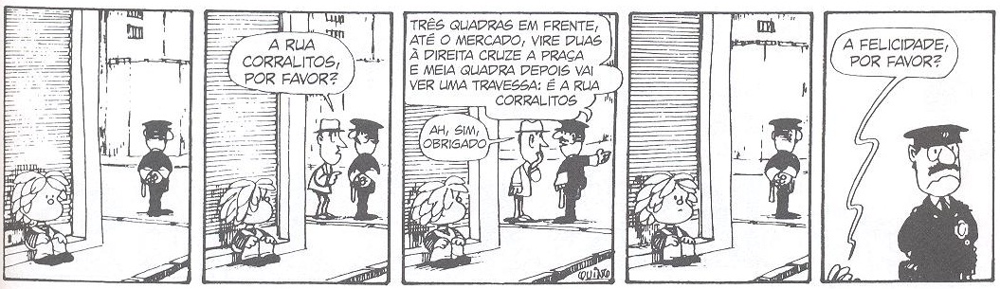 A RUA
CORRALITOS,
POR FAVOR?
TRÊS QUADRAS EM FRENTE,
ATÉ O MERCADO, VIRE DUAS
À DIREITA CRUZE A PRAÇA
E MEIA QUADRA DEPOIS VAI
VER UMA TRAVESSA: É A RUA
CORRALITOS
AH, SIM,
OBRIGADO
QUINO
A FELICIDADE,
POR FAVOR?